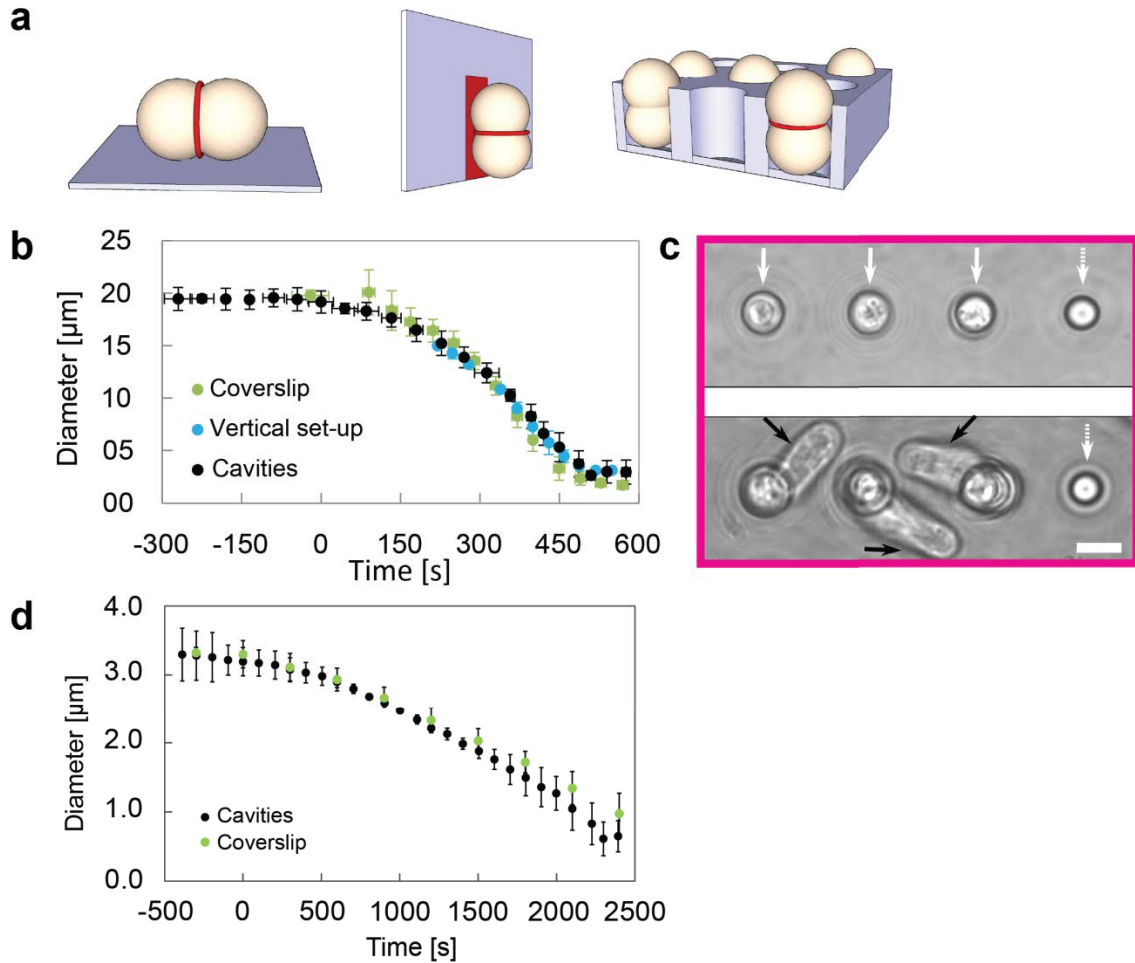 a
b
25
20
15
10
05
00
Diameter [µm]
Coverslip
Vertical set-up
Cavities
-300 -150 0 150 300 450 600
Time [s]
c
d
4.0
3.0
2.0
1.0
0.0
Diameter [µm]
Cavities
Coverslip
-500 0 500 1000 1500 2000 2500
Time [s]